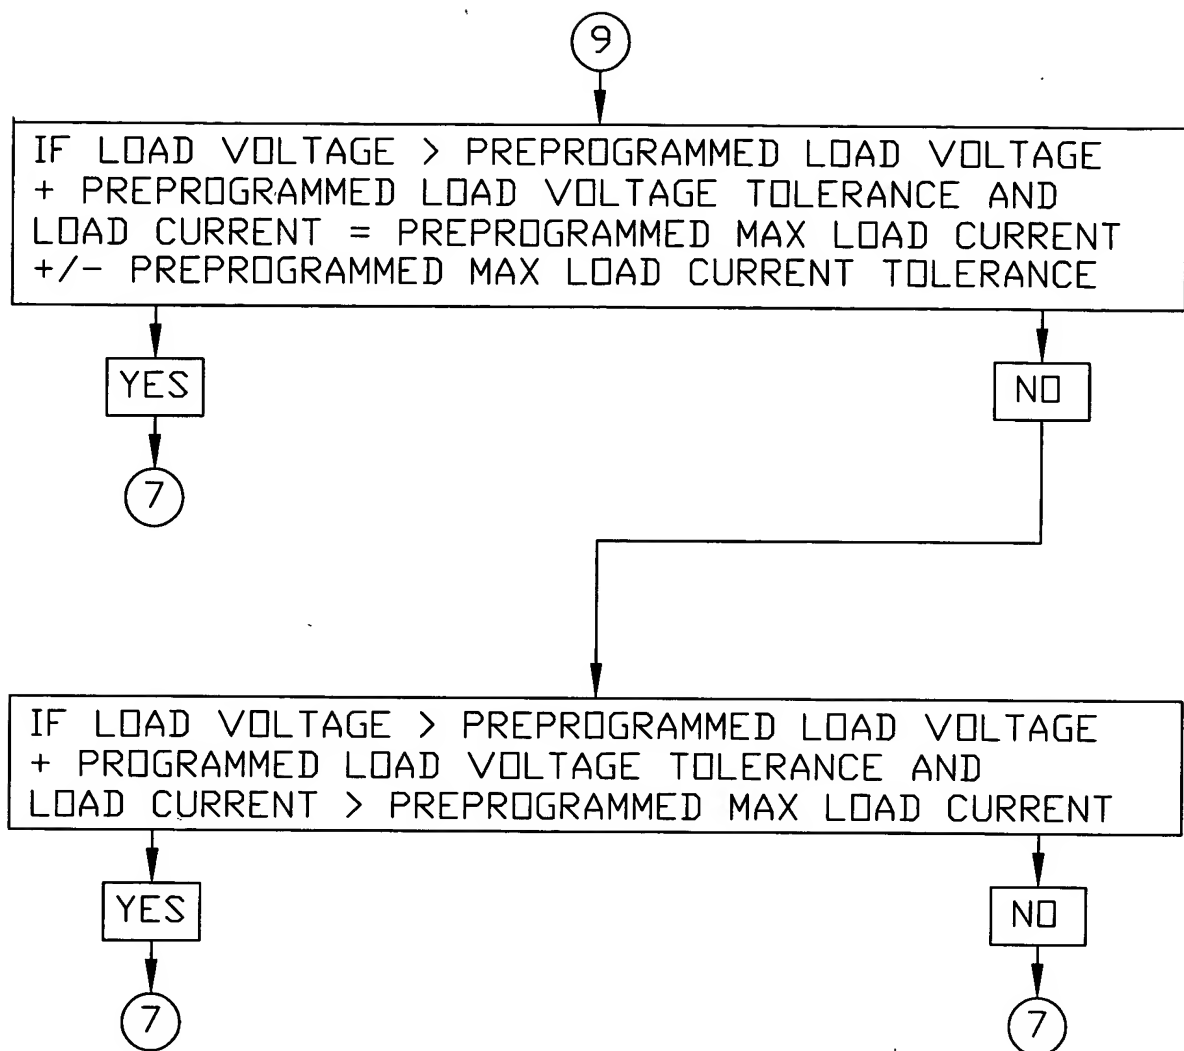 9
IF LOAD VOLTAGE > PREPROGRAMMED LOAD VOLTAGE
+ PREPROGRAMMED LOAD VOLTAGE TOLERANCE AND
LOAD CURRENT = PREPROGRAMMED MAX LOAD CURRENT
+/- PREPROGRAMMED MAX LOAD CURRENT TOLERANCE
YES
NO
7
IF LOAD VOLTAGE > PREPROGRAMMED LOAD VOLTAGE
+ PROGRAMMED LOAD VOLTAGE TOLERANCE AND
LOAD CURRENT > PREPROGRAMMED MAX LOAD CURRENT
YES
NO
7
7